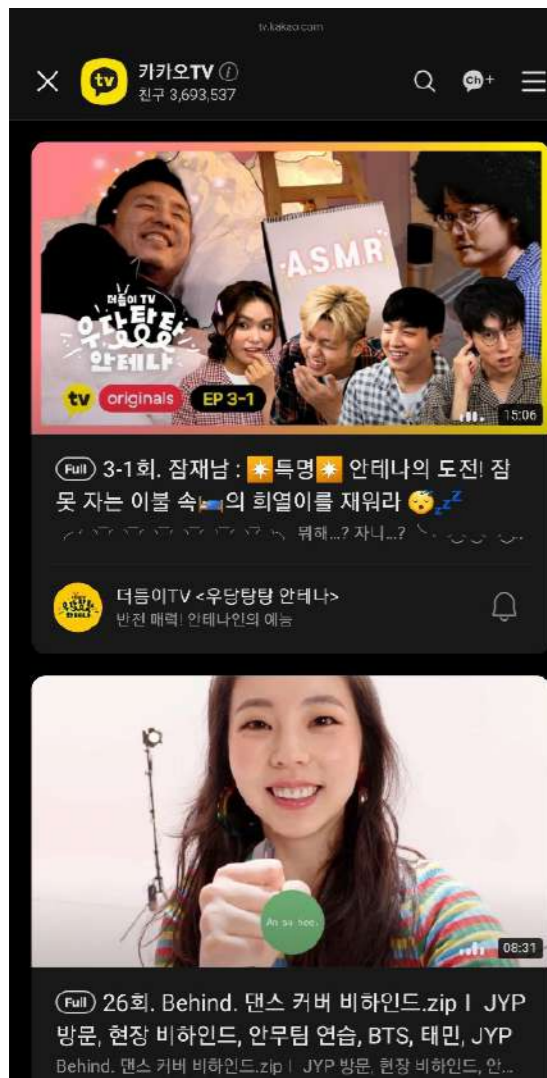 tv.kakao.com
카카오TV
친구 3,693,537
Ch+
tv
A.S.M.R
더듬이 TV
우당탕탕
안테나
tv originals EP 3-1
15:06
Full 3-1회. 잠재남 : 💥특명💥 안테나의 도전! 잠
못 자는 이불 속🛌의 희열이를 재워라 😴💤
뭐해...? 자니...?
더듬이TV <우당탕탕 안테나>
반전 매력! 안테나인의 예능
An so hee.
08:31
Full 26회. Behind. 댄스 커버 비하인드.zip ㅣ JYP
방문, 현장 비하인드, 안무팀 연습, BTS, 태민, JYP
Behind. 댄스 커버 비하인드.zip ㅣ JYP 방문, 현장 비하인드, 안...